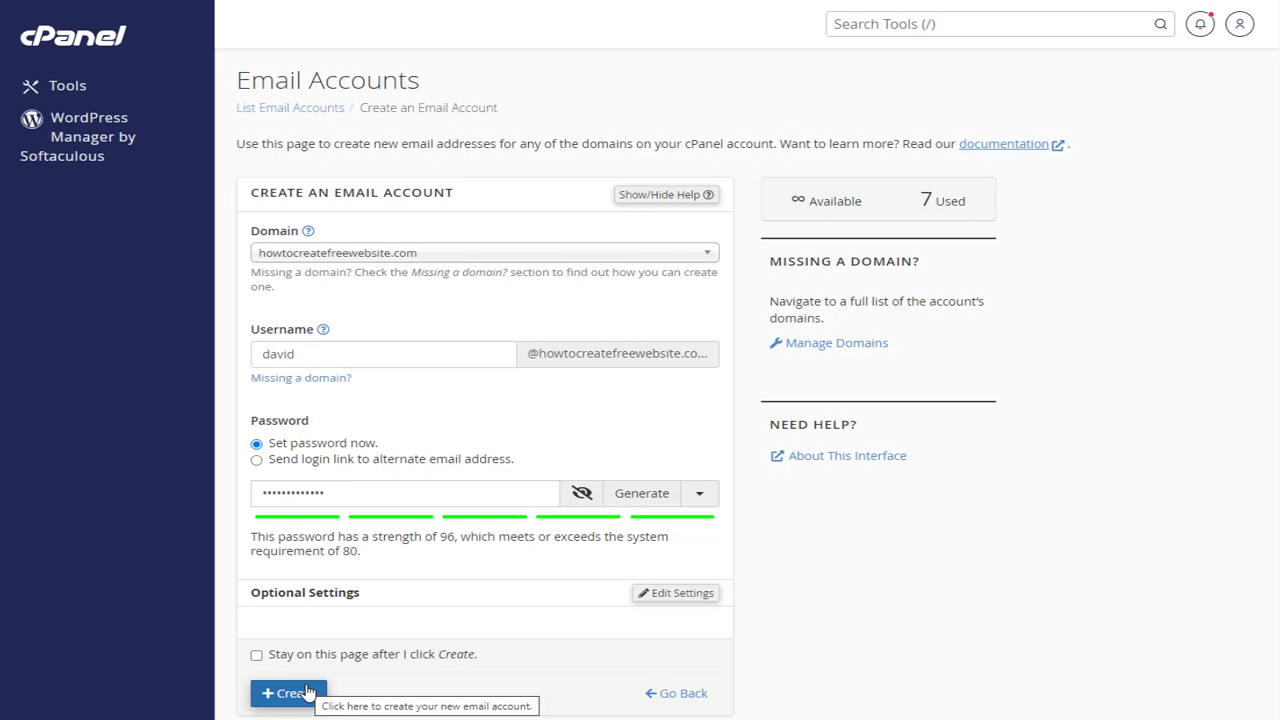 cPanel
Search Tools (/)
Tools
WordPress
Manager by
Softaculous
Email Accounts
List Email Accounts / Create an Email Account
Use this page to create new email addresses for any of the domains on your cPanel account. Want to learn more? Read our documentation .
CREATE AN EMAIL ACCOUNT
Show/Hide Help
Domain
howtocreatefreewebsite.com
Missing a domain? Check the Missing a domain? section to find out how you can create
one.
Username
david
@howtocreatefreewebsite.co...
Missing a domain?
Password
Set password now.
Send login link to alternate email address.
•••••••••••••
Generate
This password has a strength of 96, which meets or exceeds the system
requirement of 80.
Optional Settings
Edit Settings
Stay on this page after I click Create.
+ Crea
Click here to create your new email account.
Go Back
∞ Available
7 Used
MISSING A DOMAIN?
Navigate to a full list of the account's
domains.
Manage Domains
NEED HELP?
About This Interface